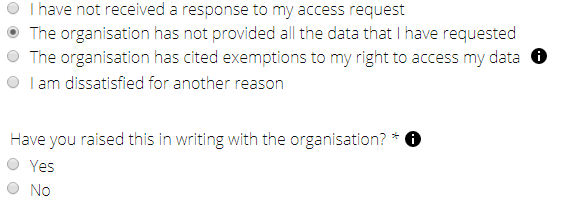 I have not received a response to my access request
The organisation has not provided all the data that I have requested
The organisation has cited exemptions to my right to access my data i
I am dissatisfied for another reason
Have you raised this in writing with the organisation? * i
Yes
No